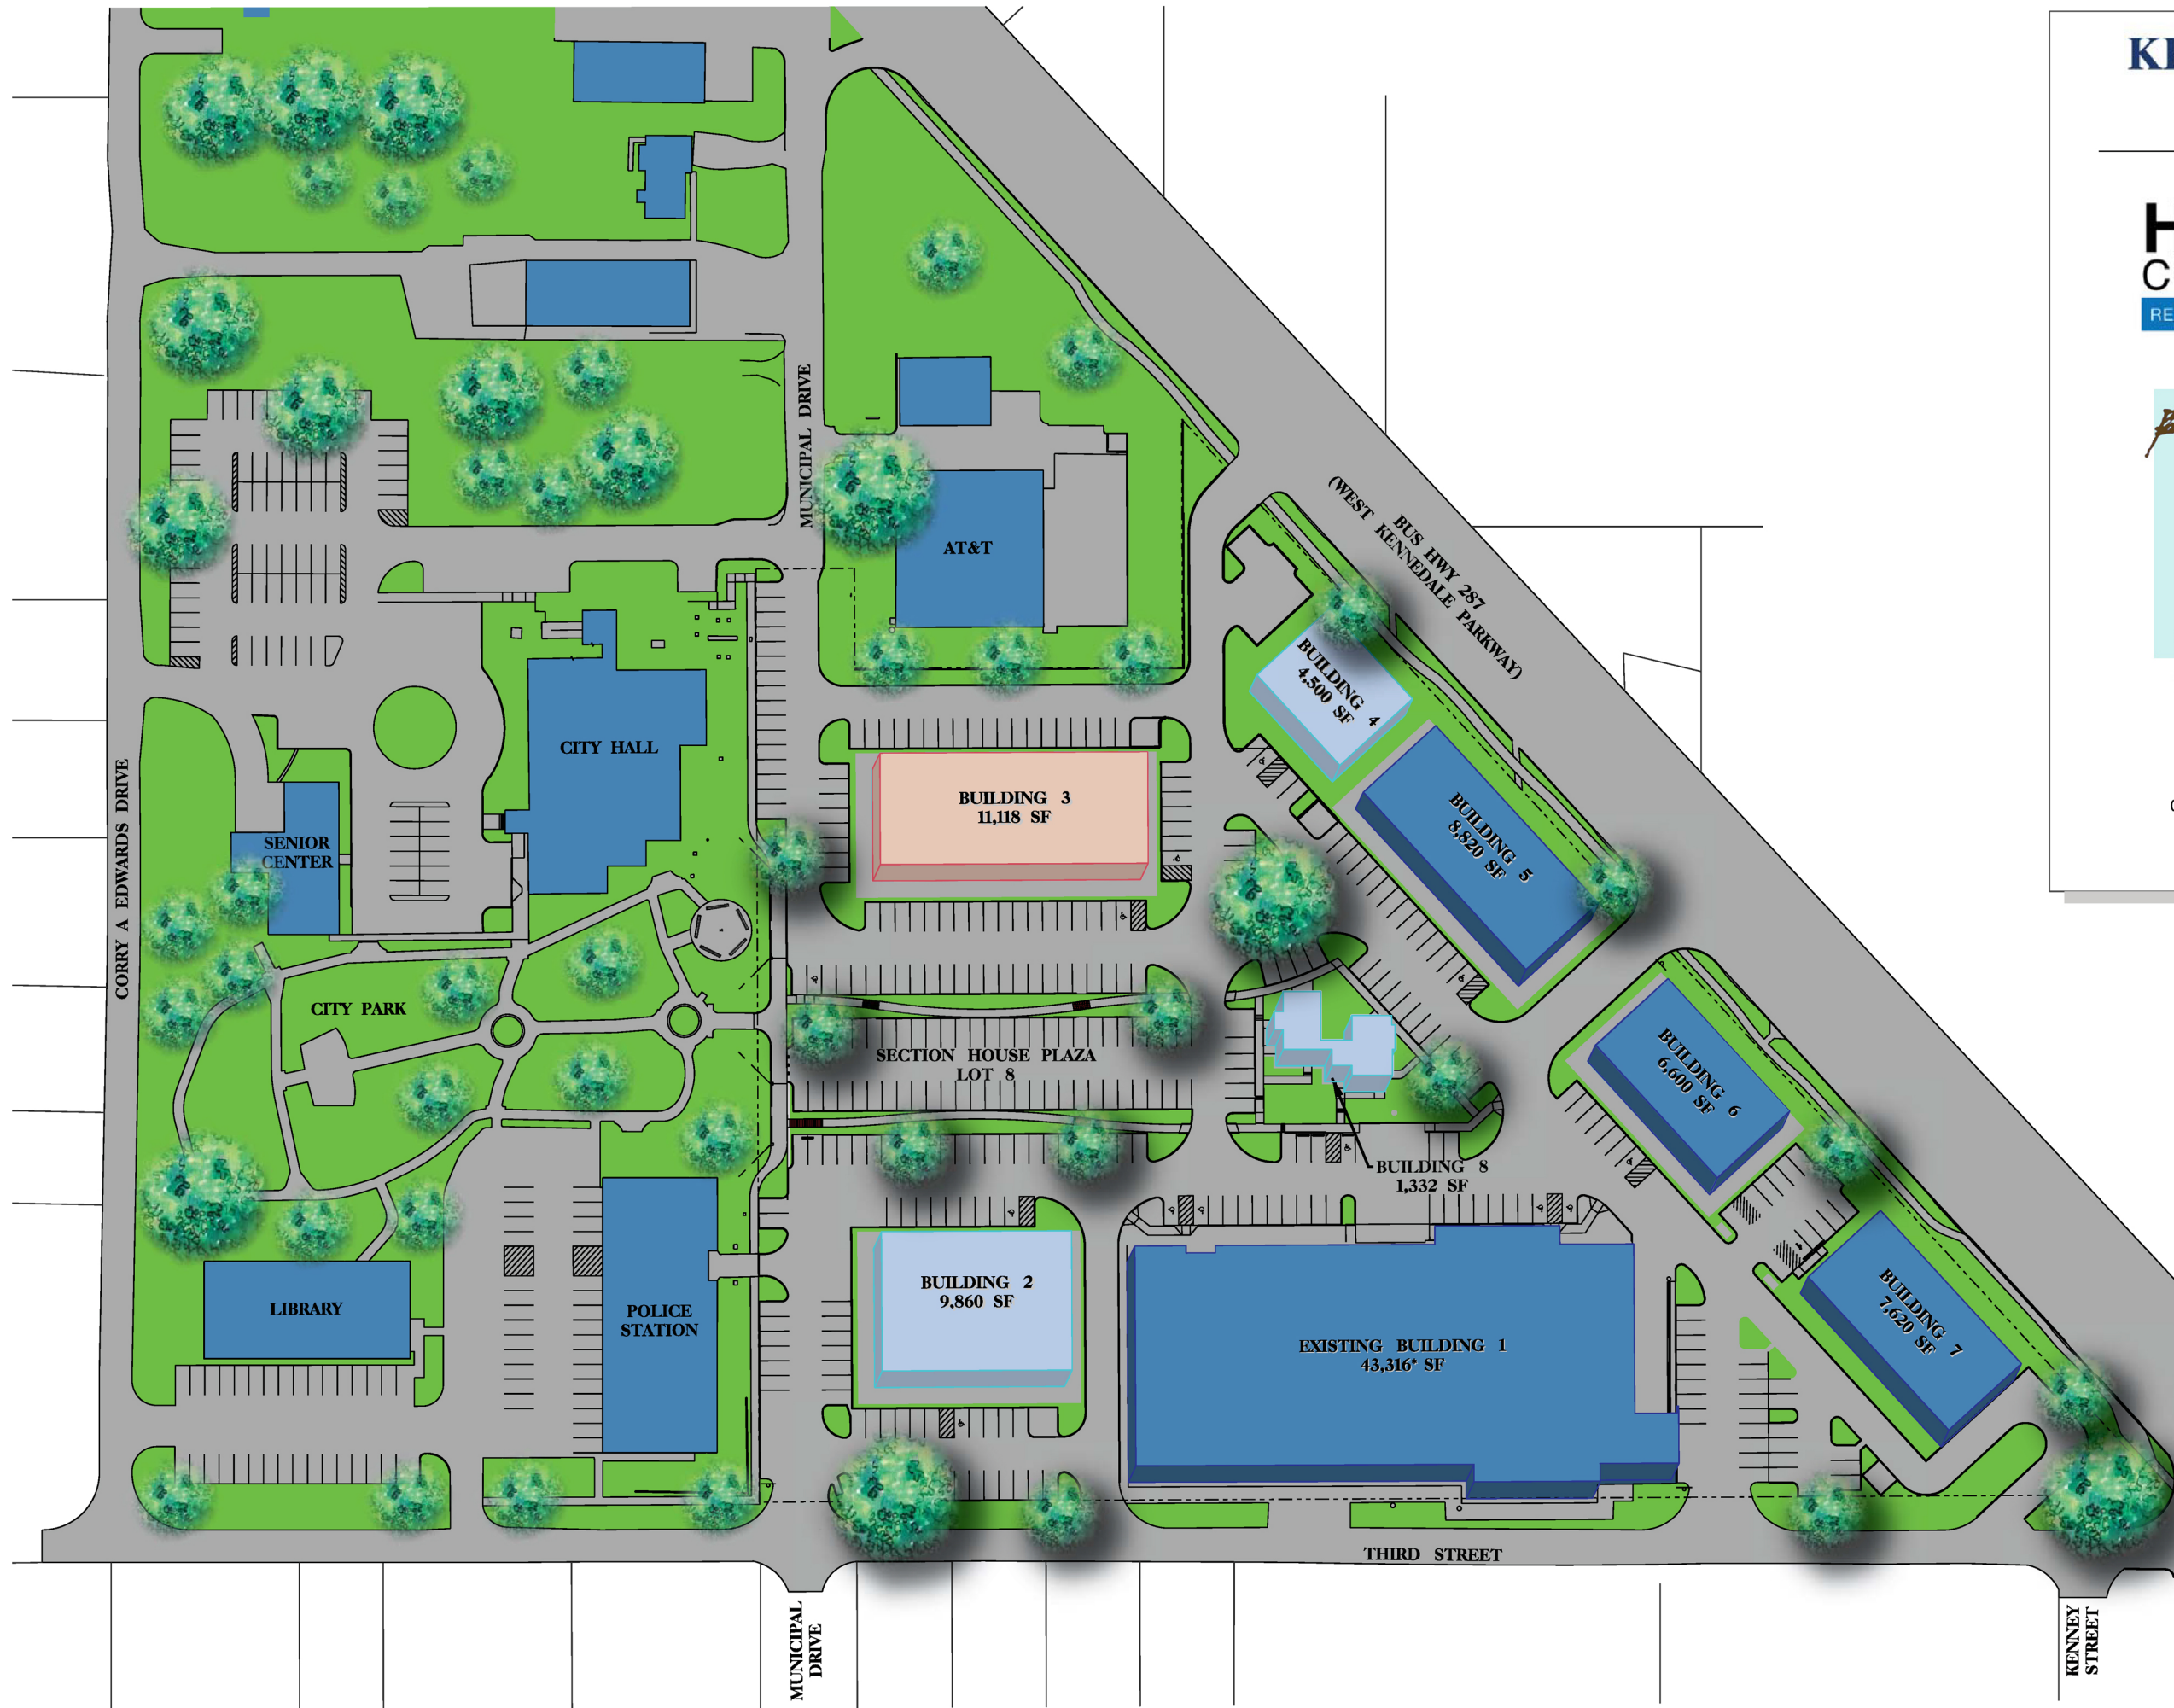 KE
H
C
RE
MUNICIPAL DRIVE
AT&T
BUS HWY 287
(WEST KENNEDALE PARKWAY)
BUILDING 4
4,500 SF
CITY HALL
BUILDING 3
11,118 SF
BUILDING 5
8,820 SF
SENIOR
CENTER
CORRY A EDWARDS DRIVE
CITY PARK
SECTION HOUSE PLAZA
LOT 8
BUILDING 6
6,600 SF
BUILDING 8
1,332 SF
BUILDING 2
9,860 SF
LIBRARY
POLICE
STATION
EXISTING BUILDING 1
43,316* SF
BUILDING 7
7,620 SF
THIRD STREET
MUNICIPAL
DRIVE
KENNEY
STREET